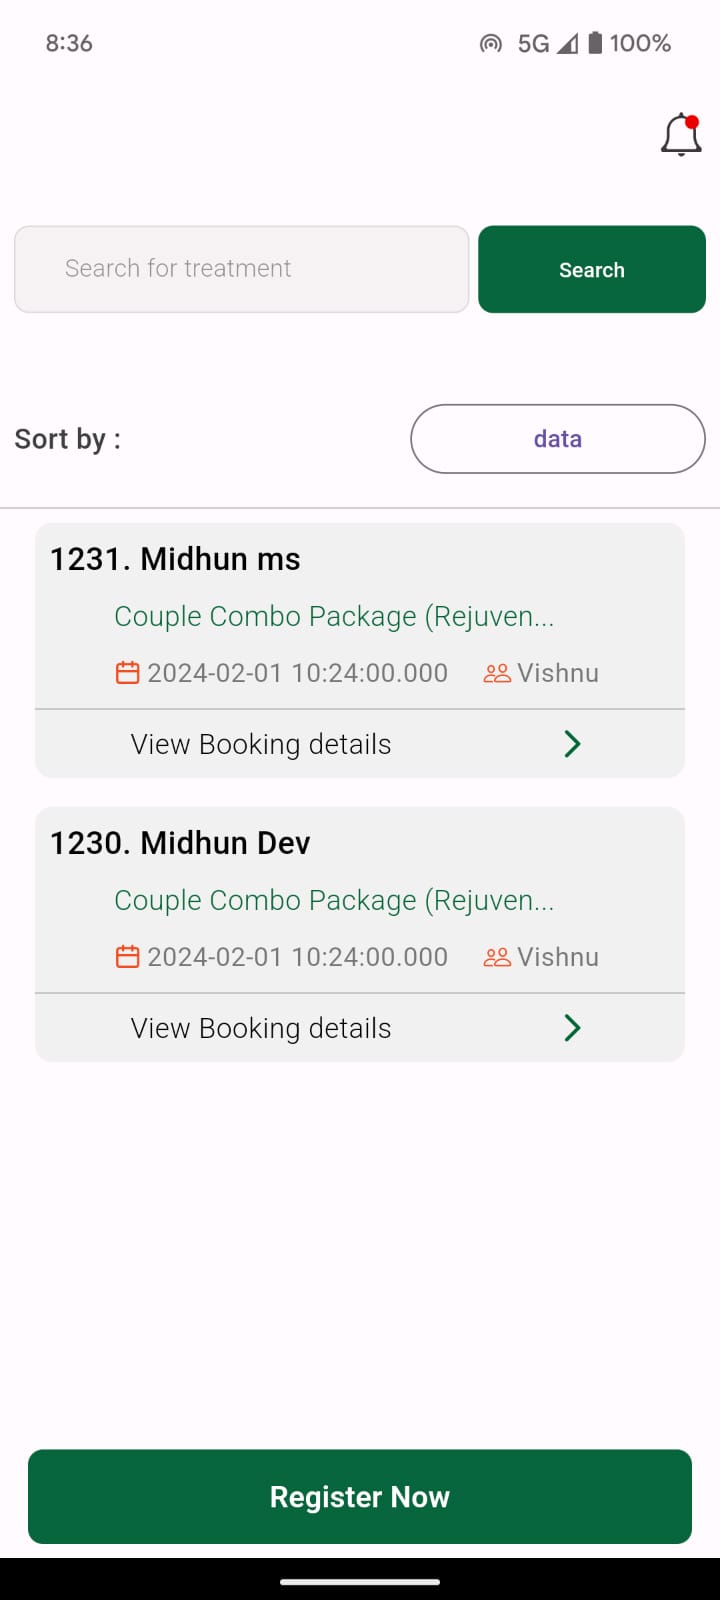 8:36 5G 100%
Search for treatment Search
Sort by : data
1231. Midhun ms
Couple Combo Package (Rejuven...
2024-02-01 10:24:00.000 Vishnu
View Booking details
1230. Midhun Dev
Couple Combo Package (Rejuven...
2024-02-01 10:24:00.000 Vishnu
View Booking details
Register Now